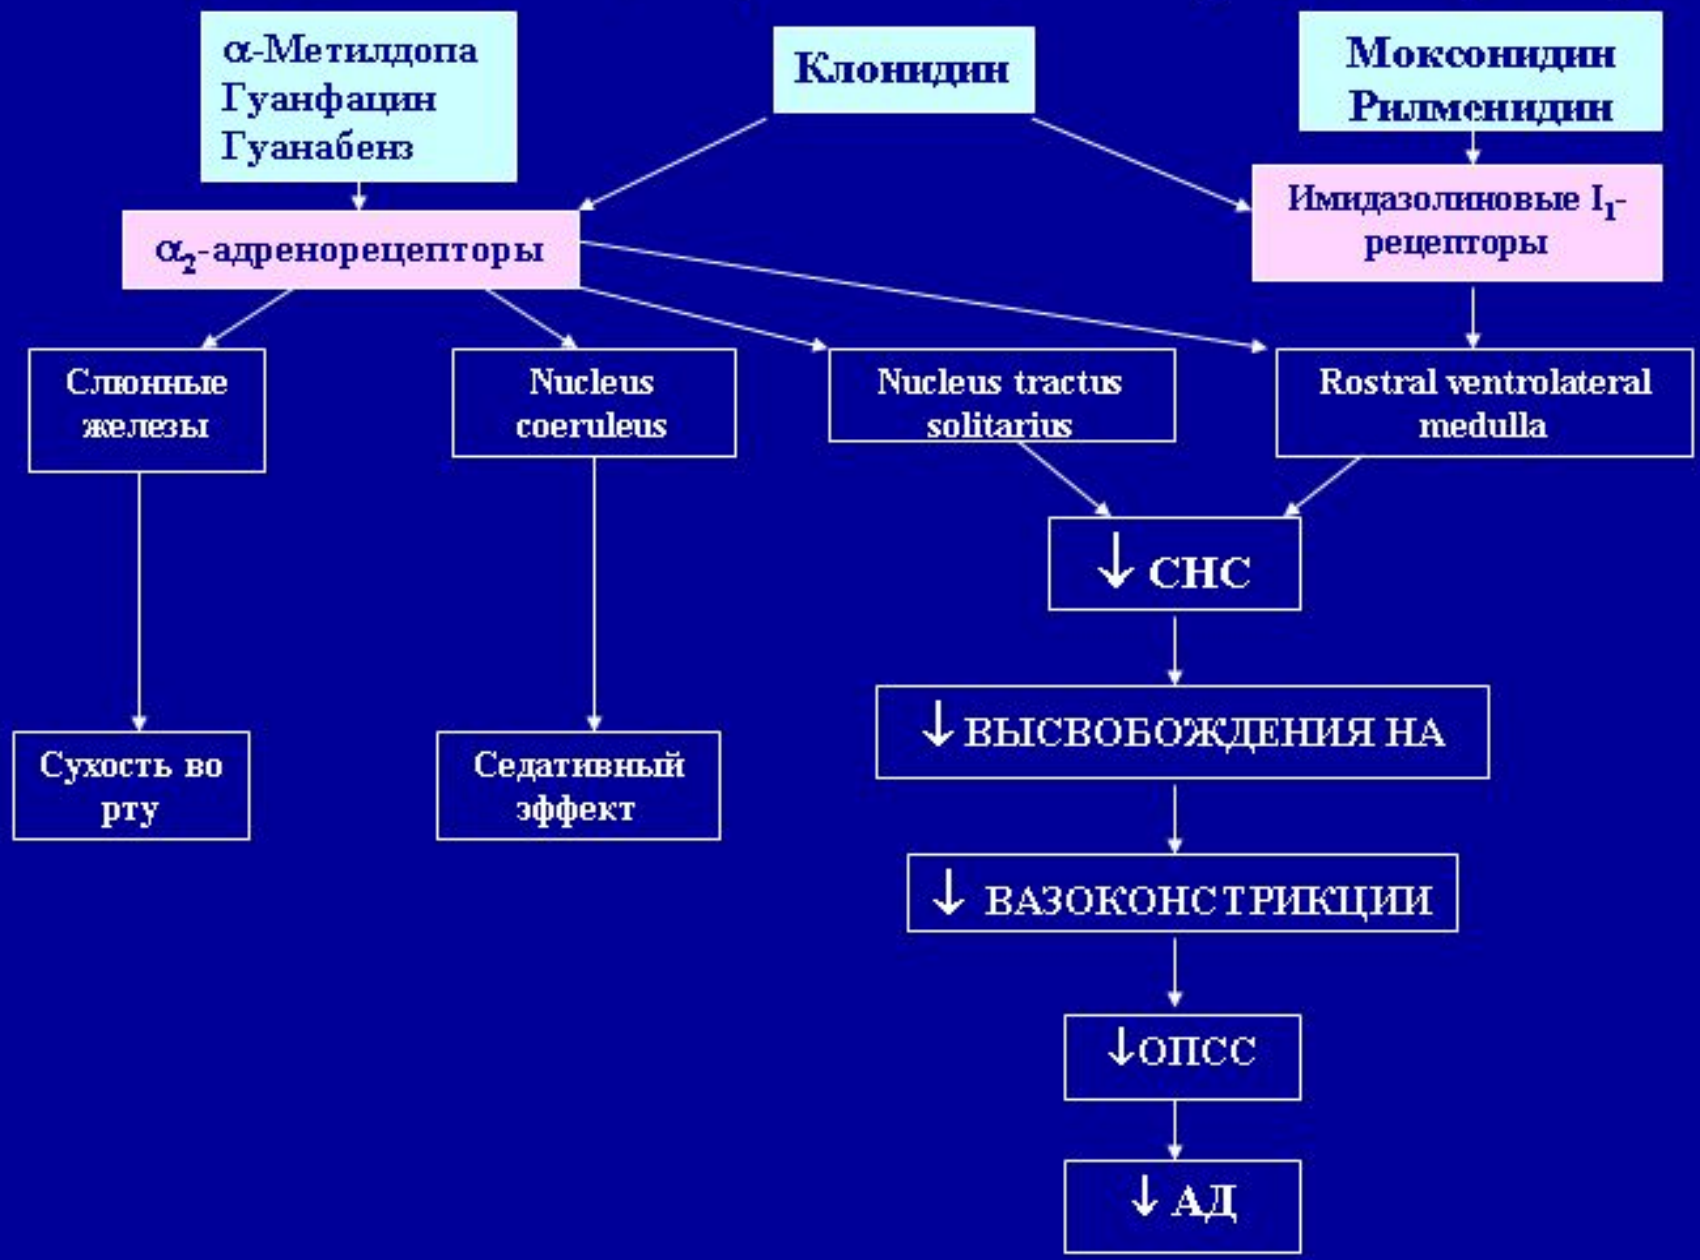 α-Метилдопа
Гуанфацин
Гуанабенз
Клонидин
Моксонидин
Рилменидин
α₂-адренорецепторы
Имидазолиновые I₁-
рецепторы
Слюнные
железы
Nucleus
coeruleus
Nucleus tractus
solitarius
Rostral ventrolateral
medulla
↓ СНС
↓ ВЫСВОБОЖДЕНИЯ НА
Сухость во
рту
Седативный
эффект
↓ ВАЗОКОНСТРИКЦИИ
↓ОПСС
↓ АД